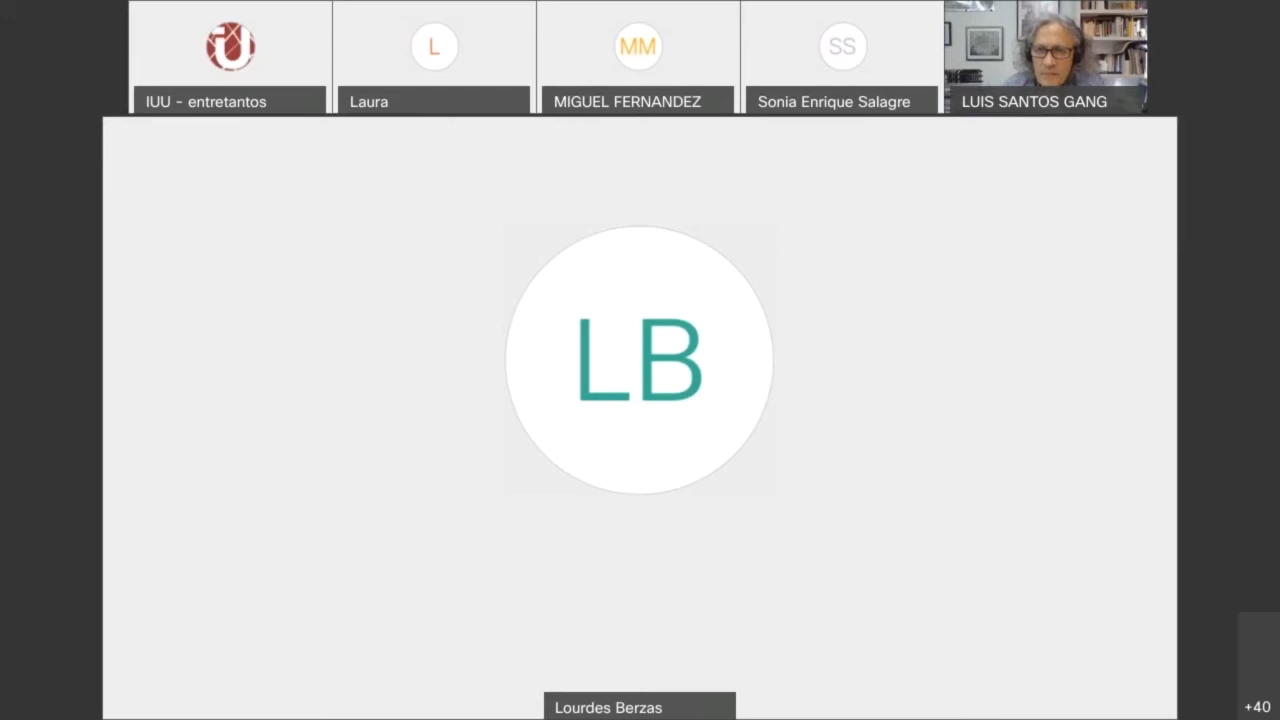 L
MM
SS
IUU - entretantos
Laura
MIGUEL FERNANDEZ
Sonia Enrique Salagre
LUIS SANTOS GANG
LB
Lourdes Berzas
+40